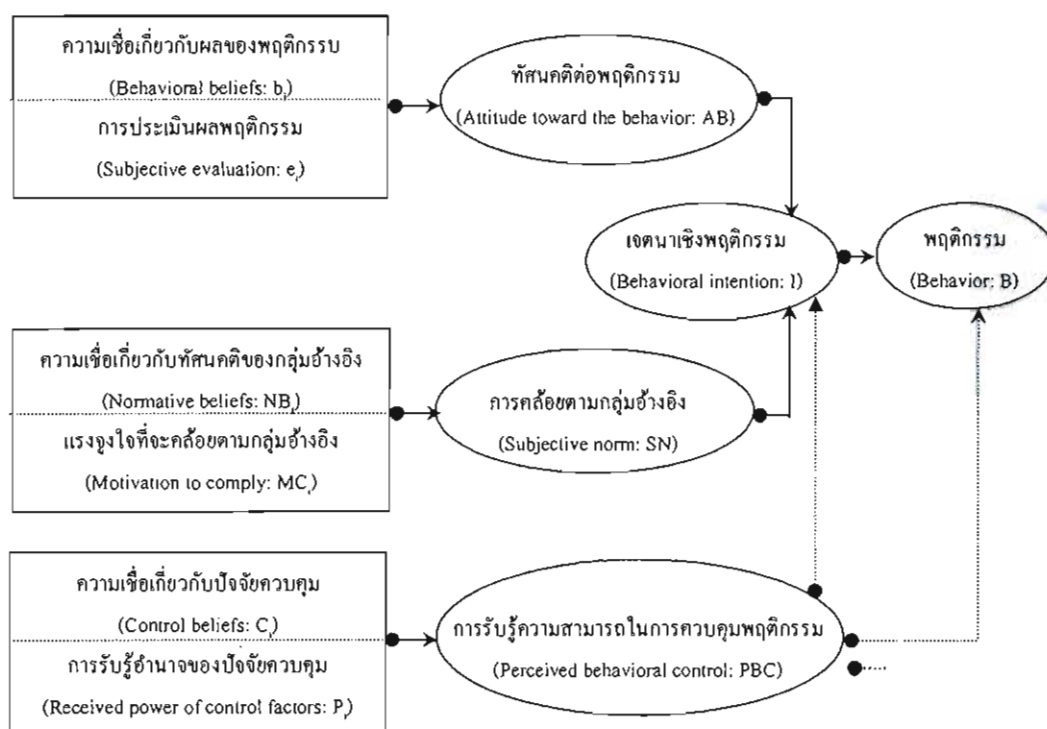 ความเชื่อเกี่ยวกับผลของพฤติกรรบ
(Behavioral beliefs: bᵢ)
การประเมินผลพฤติกรรม
(Subjective evaluation: eᵢ)
ทัศนคติต่อพฤติกรรม
(Attitude toward the behavior: AB)
เจตนาเชิงพฤติกรรม
(Behavioral intention: I)
พฤติกรรม
(Behavior: B)
ความเชื่อเกี่ยวกับทัศนคติของกลุ่มอ้างอิง
(Normative beliefs: NBᵢ)
แรงจูงใจที่จะคล้อยตามกลุ่มอ้างอิง
(Motivation to comply: MCᵢ)
การคล้อยตามกลุ่มอ้างอิง
(Subjective norm: SN)
ความเชื่อเกี่ยวกับปัจจัยควบคุม
(Control beliefs: Cᵢ)
การรับรู้อำนาจของปัจจัยควบคุม
(Received power of control factors: Pᵢ)
การรับรู้ความสามารถในการควบคุมพฤติกรรม
(Perceived behavioral control: PBC)